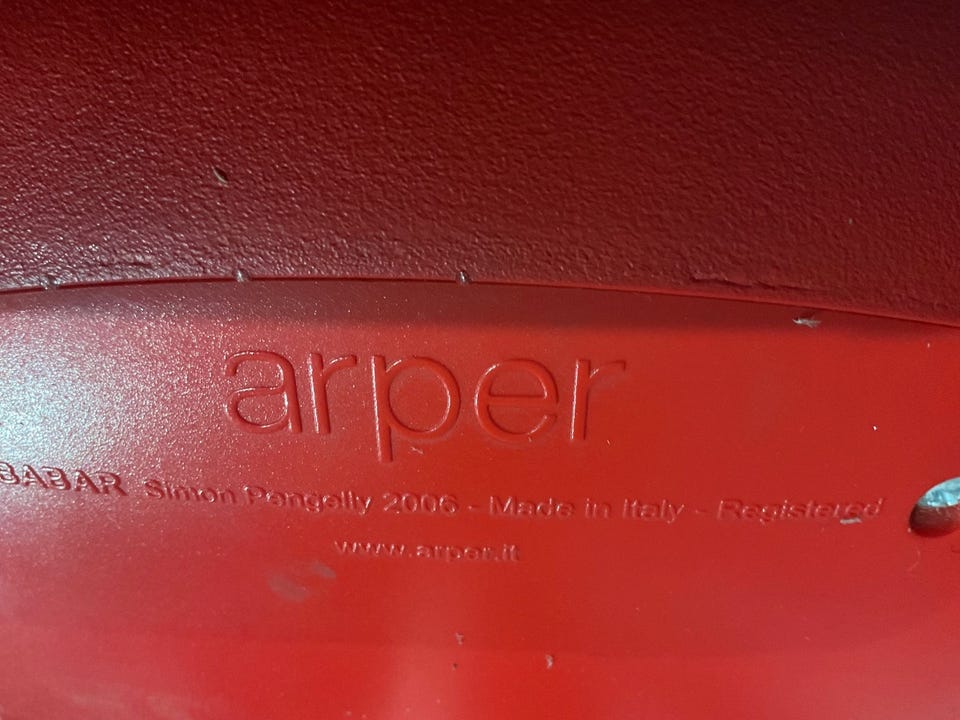 arper
BABAR Simon Pengelly 2006 - Made in Italy - Registered
www.arper.it